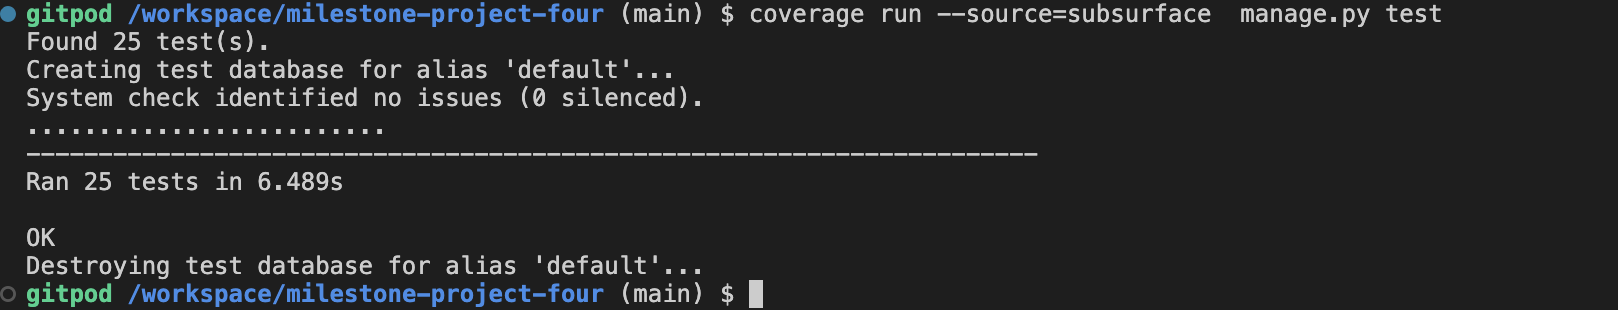 gitpod /workspace/milestone-project-four (main) $ coverage run --source=subsurface  manage.py test
Found 25 test(s).
Creating test database for alias 'default'...
System check identified no issues (0 silenced).
.........................
----------------------------------------------------------------------
Ran 25 tests in 6.489s

OK
Destroying test database for alias 'default'...
gitpod /workspace/milestone-project-four (main) $